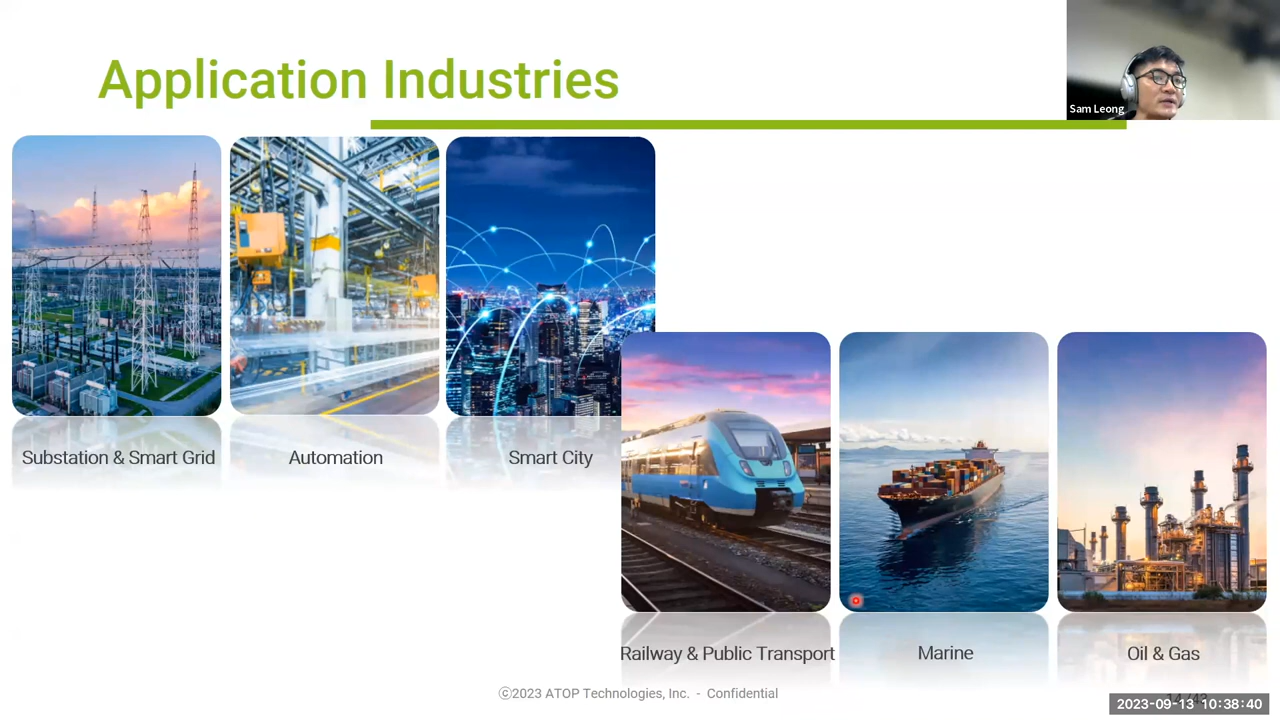 Application Industries
Sam Leong
Substation & Smart Grid
Automation
Smart City
Railway & Public Transport
Marine
Oil & Gas
©2023 ATOP Technologies, Inc. - Confidential
2023-09-13 10:38:40